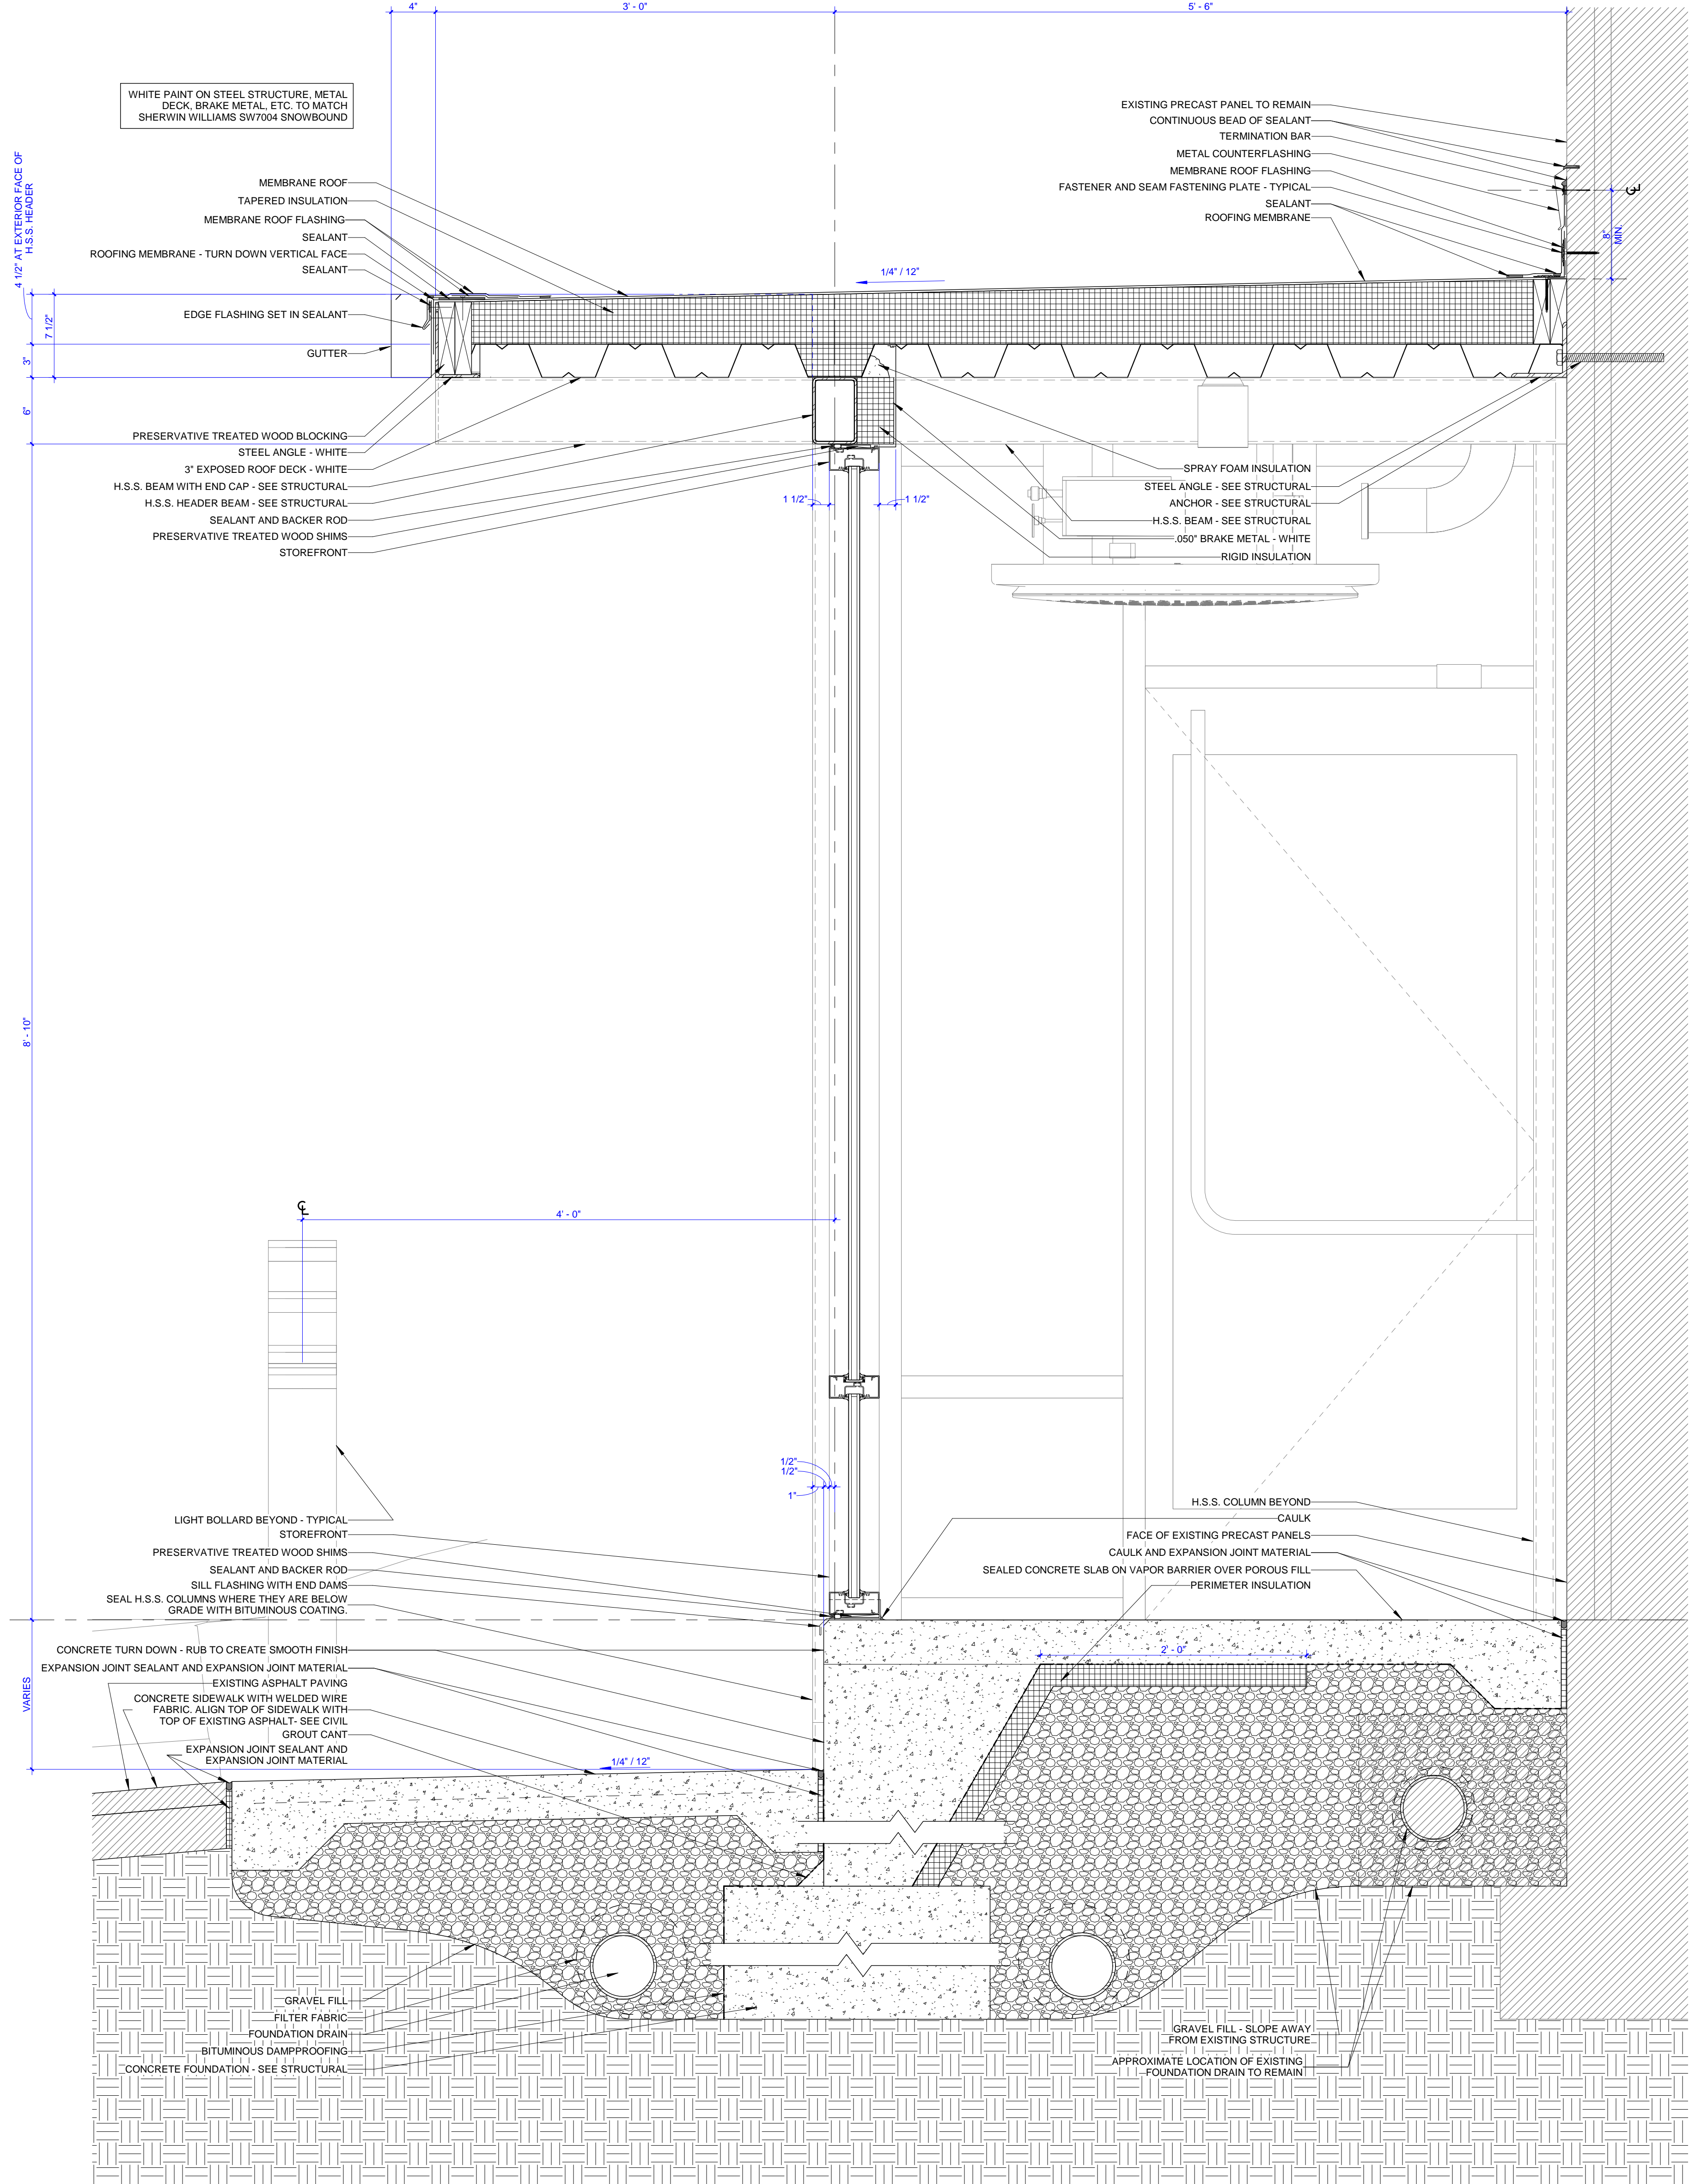 4"
3' - 0"
5' - 6"
WHITE PAINT ON STEEL STRUCTURE, METAL
DECK, BRAKE METAL, ETC. TO MATCH
SHERWIN WILLIAMS SW7004 SNOWBOUND
4 1/2" AT EXTERIOR FACE OF
H.S.S. HEADER
MEMBRANE ROOF
TAPERED INSULATION
MEMBRANE ROOF FLASHING
SEALANT
ROOFING MEMBRANE - TURN DOWN VERTICAL FACE
SEALANT
EDGE FLASHING SET IN SEALANT
GUTTER
7 1/2"
3"
6"
EXISTING PRECAST PANEL TO REMAIN
CONTINUOUS BEAD OF SEALANT
TERMINATION BAR
METAL COUNTERFLASHING
MEMBRANE ROOF FLASHING
FASTENER AND SEAM FASTENING PLATE - TYPICAL
SEALANT
ROOFING MEMBRANE
CL
8"
MIN.
1/4" / 12"
PRESERVATIVE TREATED WOOD BLOCKING
STEEL ANGLE - WHITE
3" EXPOSED ROOF DECK - WHITE
H.S.S. BEAM WITH END CAP - SEE STRUCTURAL
H.S.S. HEADER BEAM - SEE STRUCTURAL
SEALANT AND BACKER ROD
PRESERVATIVE TREATED WOOD SHIMS
STOREFRONT
1 1/2"
1 1/2"
SPRAY FOAM INSULATION
STEEL ANGLE - SEE STRUCTURAL
ANCHOR - SEE STRUCTURAL
H.S.S. BEAM - SEE STRUCTURAL
.050" BRAKE METAL - WHITE
RIGID INSULATION
8' - 10"
CL
4' - 0"
1/2"
1/2"
1"
LIGHT BOLLARD BEYOND - TYPICAL
STOREFRONT
PRESERVATIVE TREATED WOOD SHIMS
SEALANT AND BACKER ROD
SILL FLASHING WITH END DAMS
SEAL H.S.S. COLUMNS WHERE THEY ARE BELOW
GRADE WITH BITUMINOUS COATING.
CONCRETE TURN DOWN - RUB TO CREATE SMOOTH FINISH
EXPANSION JOINT SEALANT AND EXPANSION JOINT MATERIAL
EXISTING ASPHALT PAVING
CONCRETE SIDEWALK WITH WELDED WIRE
FABRIC. ALIGN TOP OF SIDEWALK WITH
TOP OF EXISTING ASPHALT- SEE CIVIL
GROUT CANT
EXPANSION JOINT SEALANT AND
EXPANSION JOINT MATERIAL
VARIES
1/4" / 12"
H.S.S. COLUMN BEYOND
CAULK
FACE OF EXISTING PRECAST PANELS
CAULK AND EXPANSION JOINT MATERIAL
SEALED CONCRETE SLAB ON VAPOR BARRIER OVER POROUS FILL
PERIMETER INSULATION
2' - 0"
GRAVEL FILL
FILTER FABRIC
FOUNDATION DRAIN
BITUMINOUS DAMPPROOFING
CONCRETE FOUNDATION - SEE STRUCTURAL
GRAVEL FILL - SLOPE AWAY
FROM EXISTING STRUCTURE
APPROXIMATE LOCATION OF EXISTING
FOUNDATION DRAIN TO REMAIN